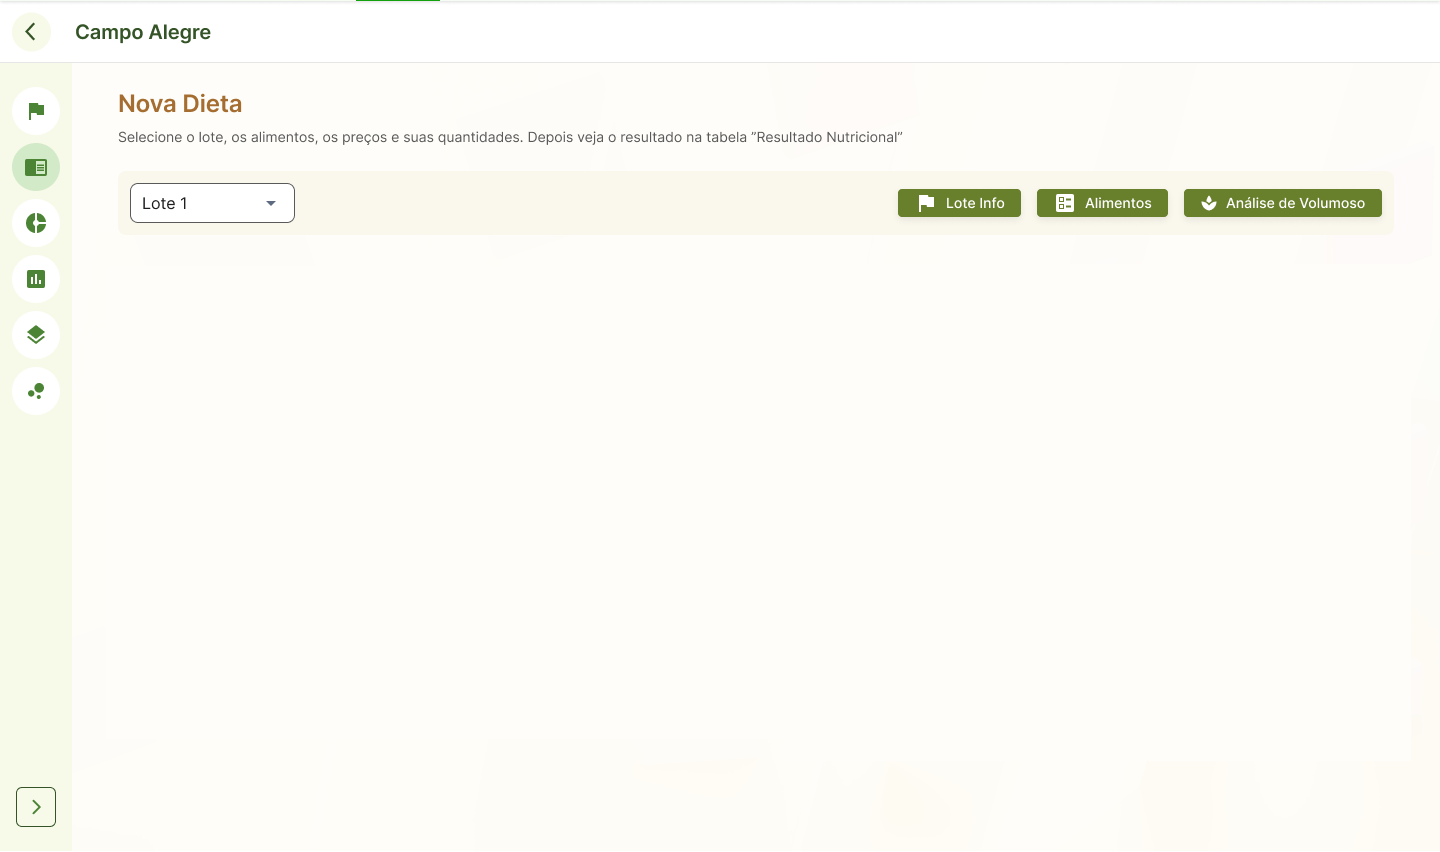 Campo Alegre
Nova Dieta
Selecione o lote, os alimentos, os preços e suas quantidades. Depois veja o resultado na tabela ”Resultado Nutricional”
Lote 1
Lote Info
Alimentos
Análise de Volumoso